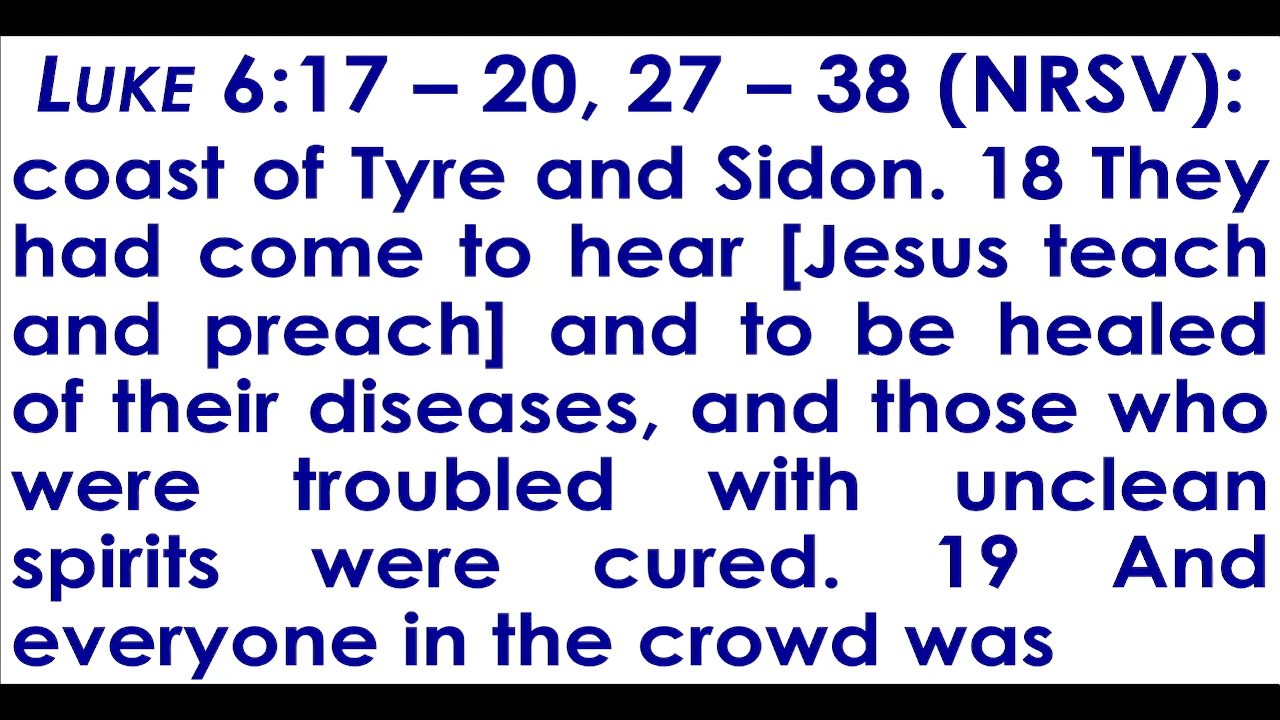 LUKE 6:17 – 20, 27 – 38 (NRSV):
coast of Tyre and Sidon. 18 They
had come to hear [Jesus teach
and preach] and to be healed
of their diseases, and those who
were troubled with unclean
spirits were cured. 19 And
everyone in the crowd was